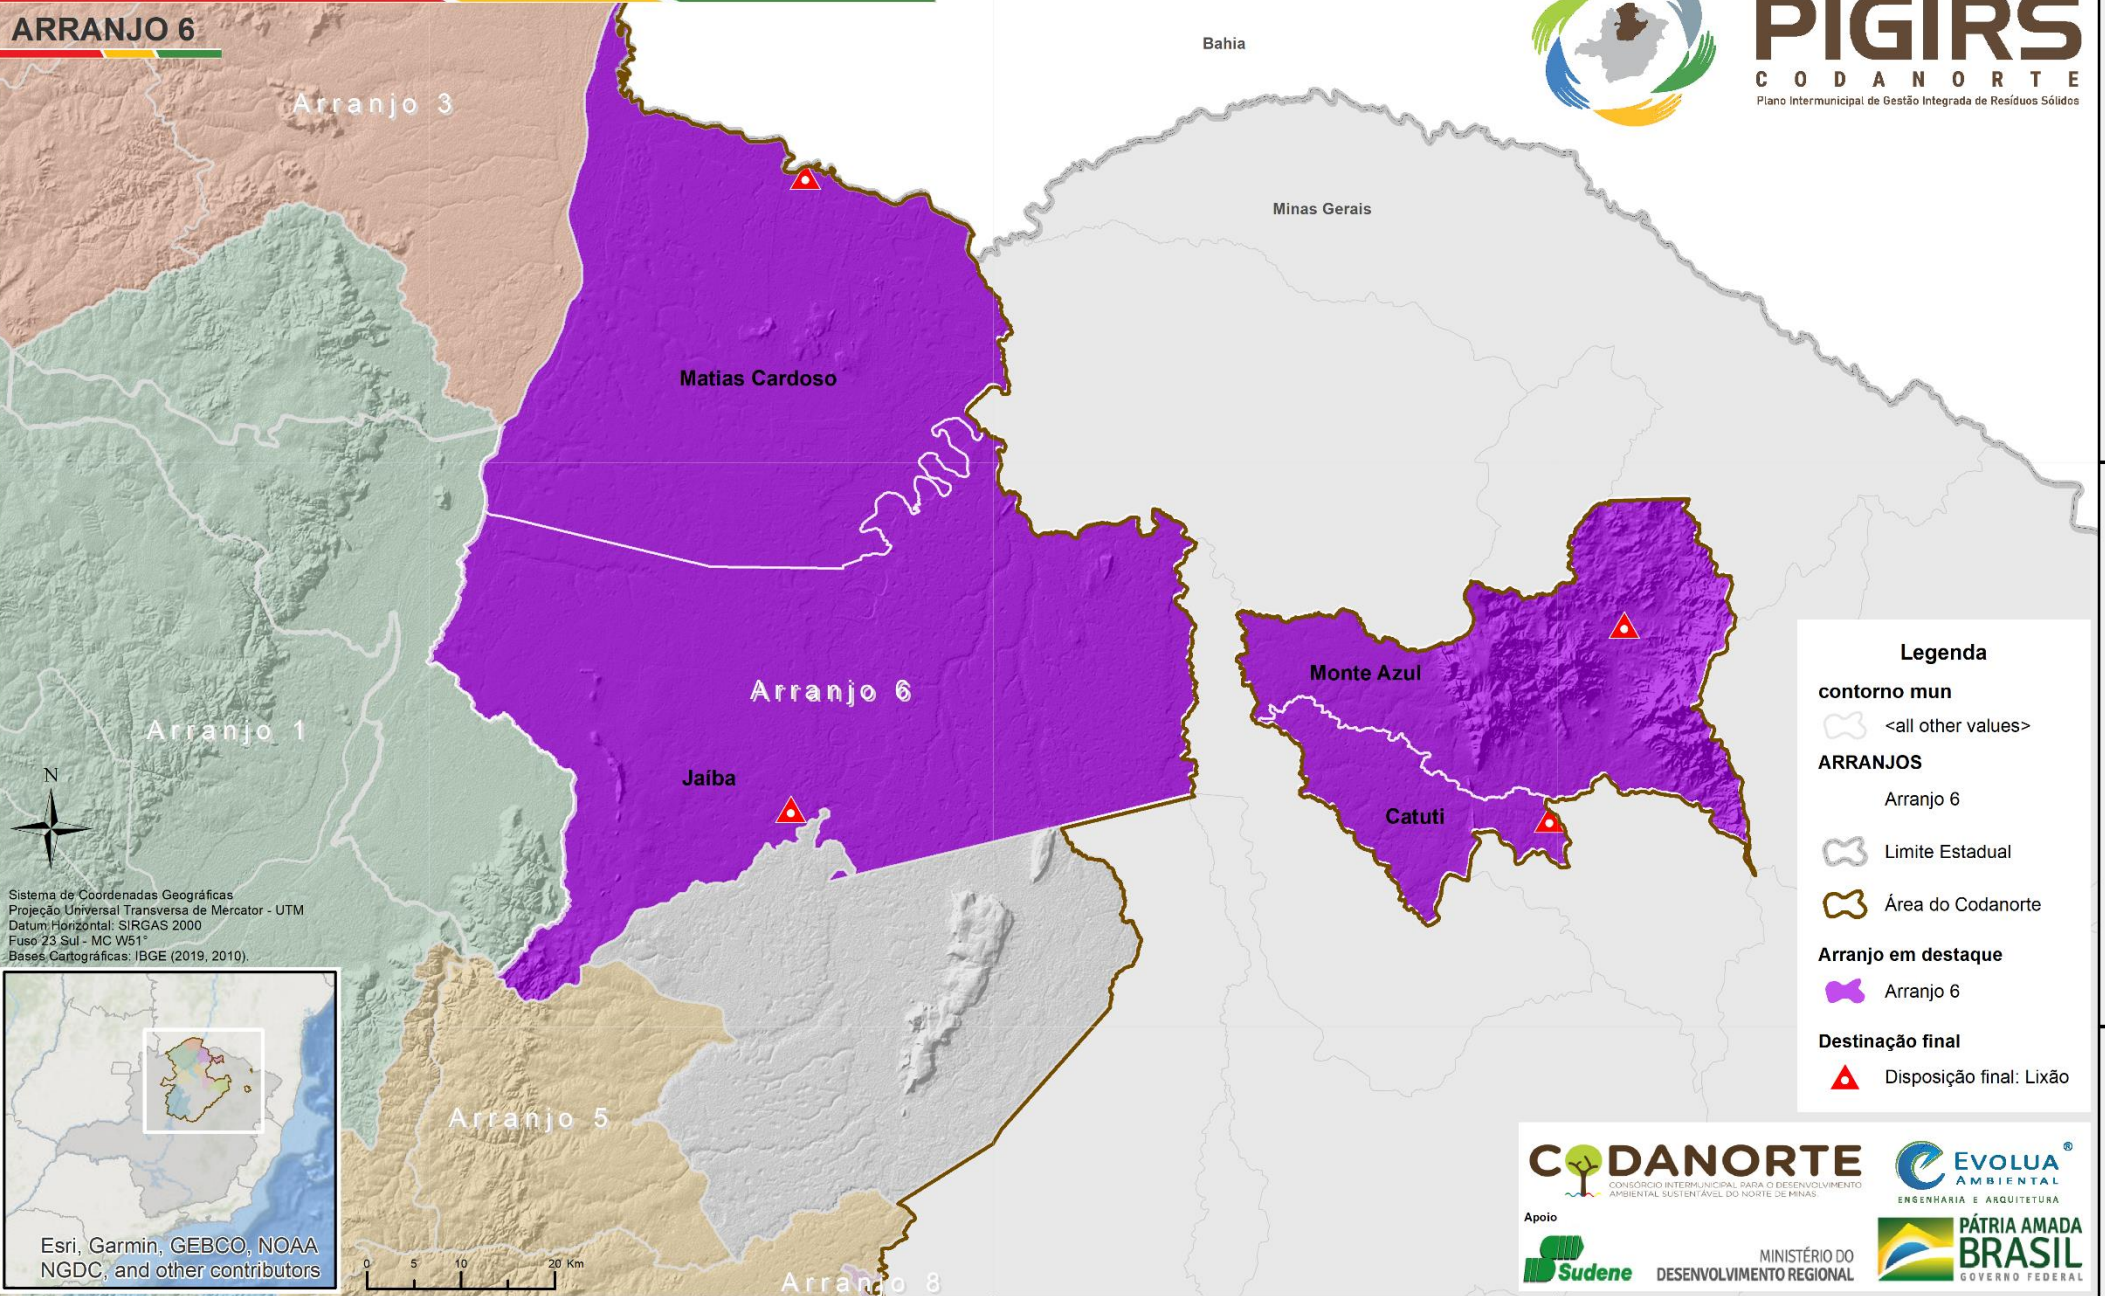 ARRANJO 6
PIGIRS
CODANORTE
Plano Intermunicipal de Gestão Integrada de Resíduos Sólidos
Bahia
Arranjo 3
Minas Gerais
Matias Cardoso
Monte Azul
Arranjo 6
Arranjo 1
Jaíba
Catuti
N
Sistema de Coordenadas Geográficas
Projeção Universal Transversa de Mercator - UTM
Datum Horizontal: SIRGAS 2000
Fuso 23 Sul - MC W51°
Bases Cartográficas: IBGE (2019, 2010).
Arranjo 5
Arranjo 8
Esri, Garmin, GEBCO, NOAA
NGDC, and other contributors
0 5 10 20 Km
Legenda
contorno mun
<all other values>
ARRANJOS
Arranjo 6
Limite Estadual
Área do Codanorte
Arranjo em destaque
Arranjo 6
Destinação final
Disposição final: Lixão
CODANORTE
CONSÓRCIO INTERMUNICIPAL PARA O DESENVOLVIMENTO
AMBIENTAL SUSTENTÁVEL DO NORTE DE MINAS
EVOLUA®
AMBIENTAL
ENGENHARIA E ARQUITETURA
Apoio
Sudene
MINISTÉRIO DO
DESENVOLVIMENTO REGIONAL
PÁTRIA AMADA
BRASIL
GOVERNO FEDERAL